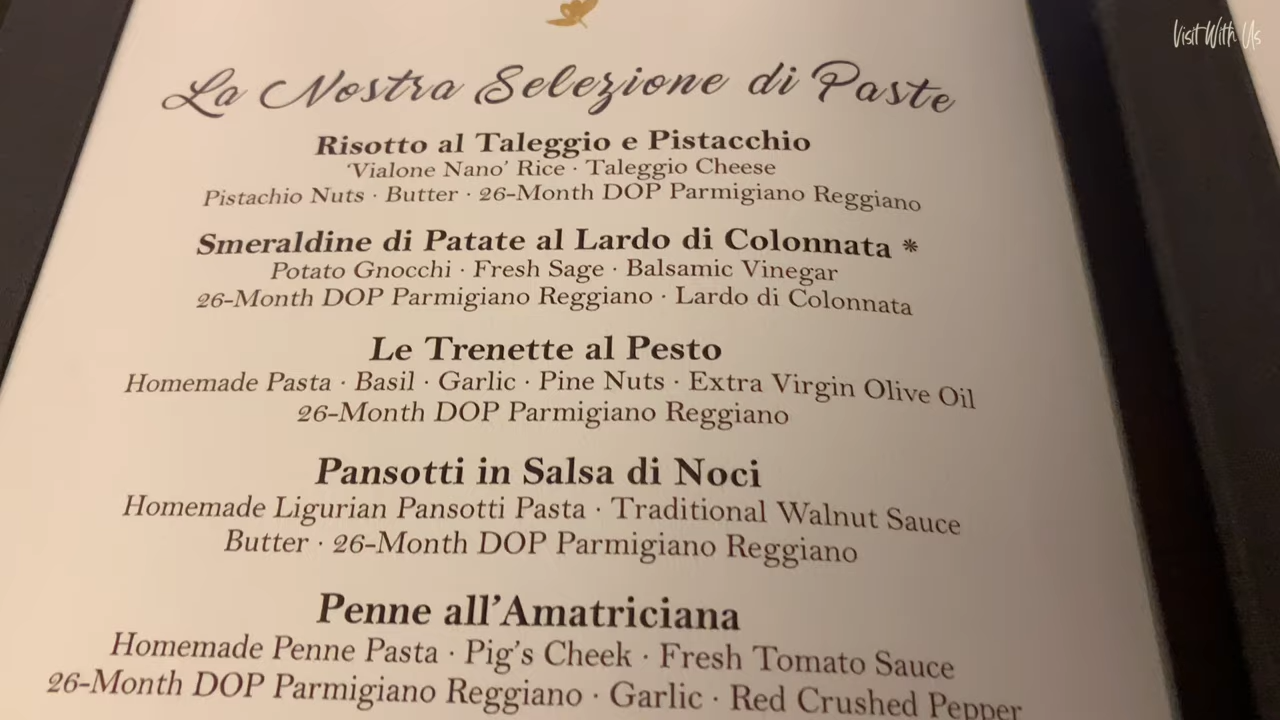 Visit With Us
La Nostra Selezione di Paste
Risotto al Taleggio e Pistacchio
'Vialone Nano' Rice · Taleggio Cheese
Pistachio Nuts · Butter · 26-Month DOP Parmigiano Reggiano
Smeraldine di Patate al Lardo di Colonnata *
Potato Gnocchi · Fresh Sage · Balsamic Vinegar
26-Month DOP Parmigiano Reggiano · Lardo di Colonnata
Le Trenette al Pesto
Homemade Pasta · Basil · Garlic · Pine Nuts · Extra Virgin Olive Oil
26-Month DOP Parmigiano Reggiano
Pansotti in Salsa di Noci
Homemade Ligurian Pansotti Pasta · Traditional Walnut Sauce
Butter · 26-Month DOP Parmigiano Reggiano
Penne all'Amatriciana
Homemade Penne Pasta · Pig's Cheek · Fresh Tomato Sauce
26-Month DOP Parmigiano Reggiano · Garlic · Red Crushed Pepper